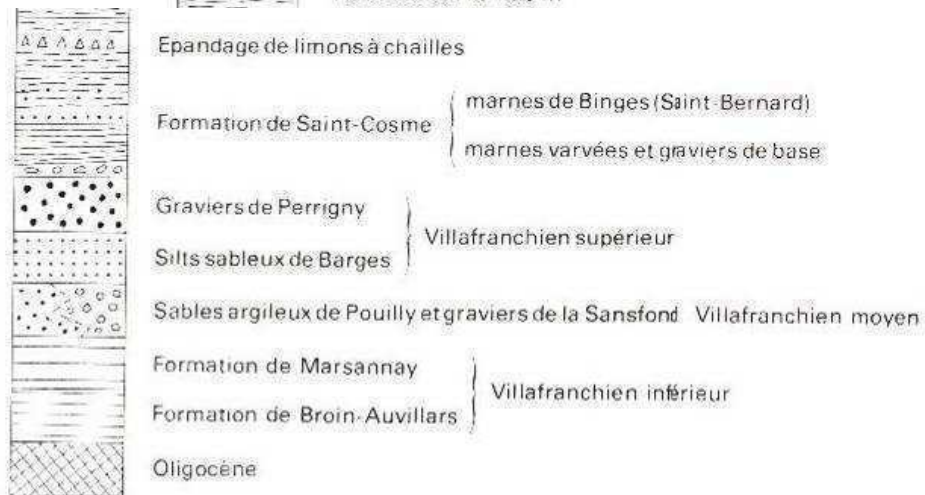 Epandage de limons à chailles
Formation de Saint-Cosme
marnes de Binges (Saint-Bernard)
marnes varvées et graviers de base
Graviers de Perrigny
Silts sableux de Barges
Villafranchien supérieur
Sables argileux de Pouilly et graviers de la Sansfond Villafranchien moyen
Formation de Marsannay
Formation de Broin-Auvillars
Villafranchien inférieur
Oligocène